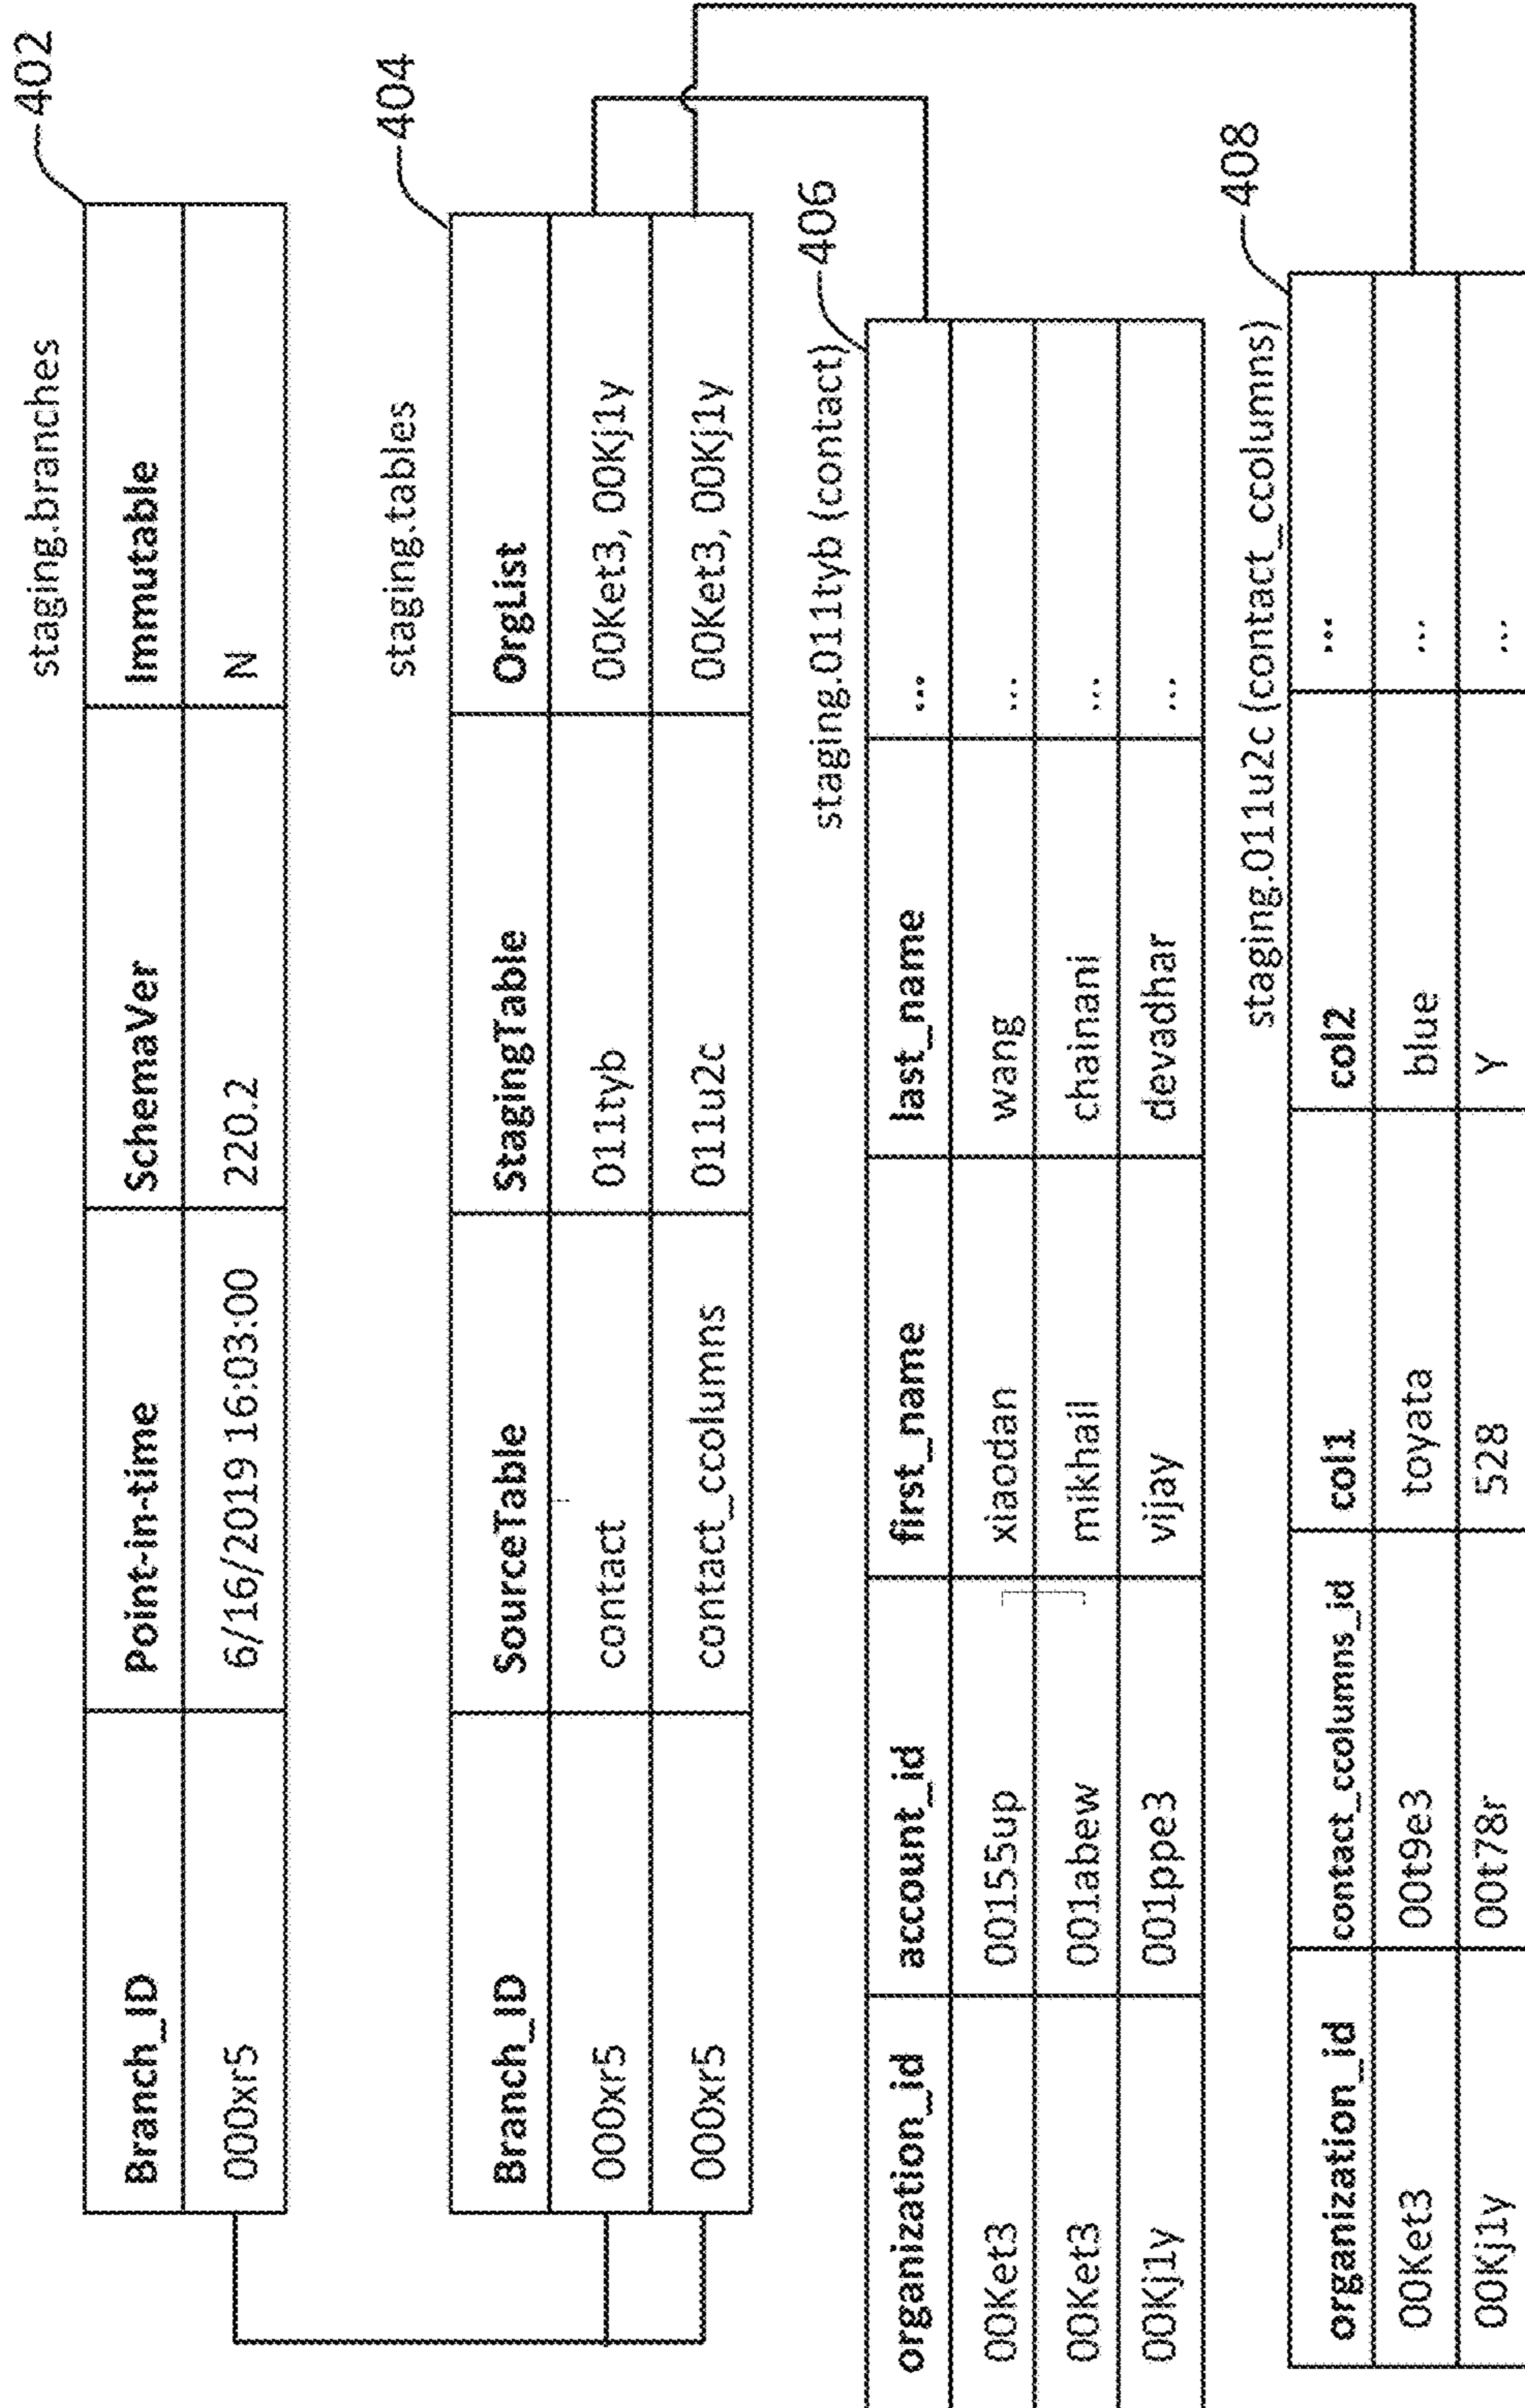 staging.branches
402
Branch_ID Point-in-time SchemaVer Immutable
000xr5 6/16/2019 16:03:00 220.2 N
staging.tables
404
Branch_ID SourceTable StagingTable OrgList
000xr5 contact 011tyb 00Ket3, 00Kj1y
000xr5 contact_ccolumns 011u2c 00Ket3, 00Kj1y
staging.011tyb (contact)
406
organization_id account_id first_name last_name ...
00Ket3 00155up xiaodan wang ...
00Ket3 001abew mikhail chainani ...
00Kj1y 001ppe3 vijay devadhar ...
staging.011u2c (contact_ccolumns)
408
organization_id contact_ccolumns_id col1 col2 ...
00Ket3 00t9e3 toyata blue ...
00Kj1y 00t78r 528 Y ...